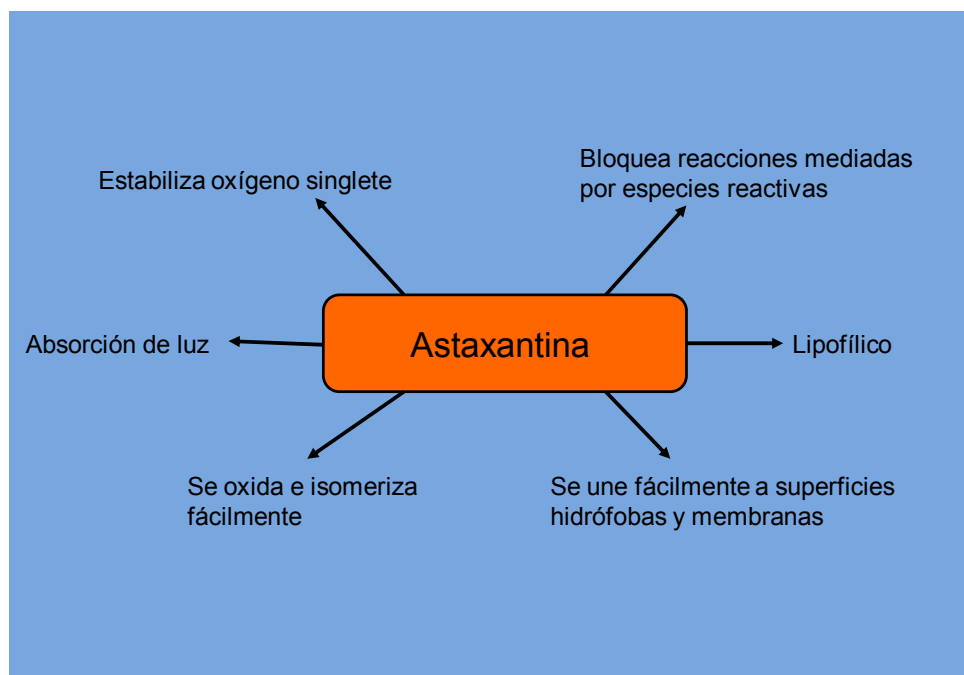 Estabiliza oxígeno singlete
Bloquea reacciones mediadas
por especies reactivas
Absorción de luz
Astaxantina
Lipofílico
Se oxida e isomeriza
fácilmente
Se une fácilmente a superficies
hidrófobas y membranas